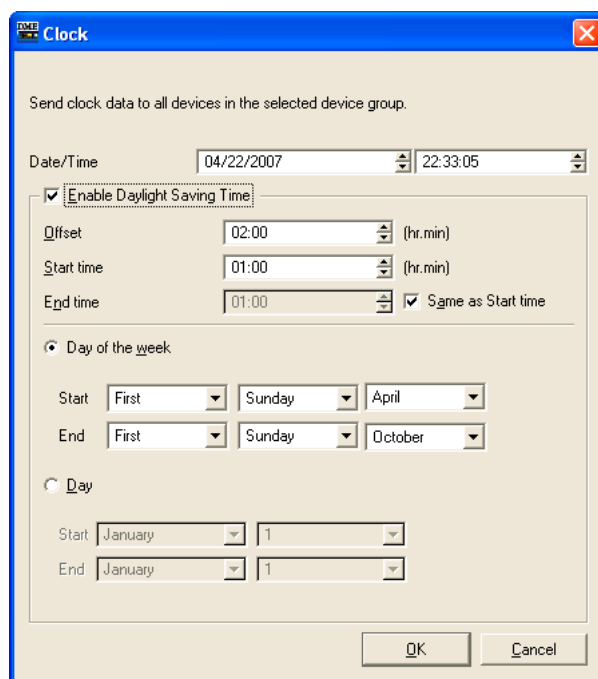 DME
Clock
Send clock data to all devices in the selected device group.
Date/Time 04/22/2007 22:33:05
Enable Daylight Saving Time
Offset 02:00 (hr.min)
Start time 01:00 (hr.min)
End time 01:00 Same as Start time
Day of the week
Start First Sunday April
End First Sunday October
Day
Start January 1
End January 1
OK Cancel